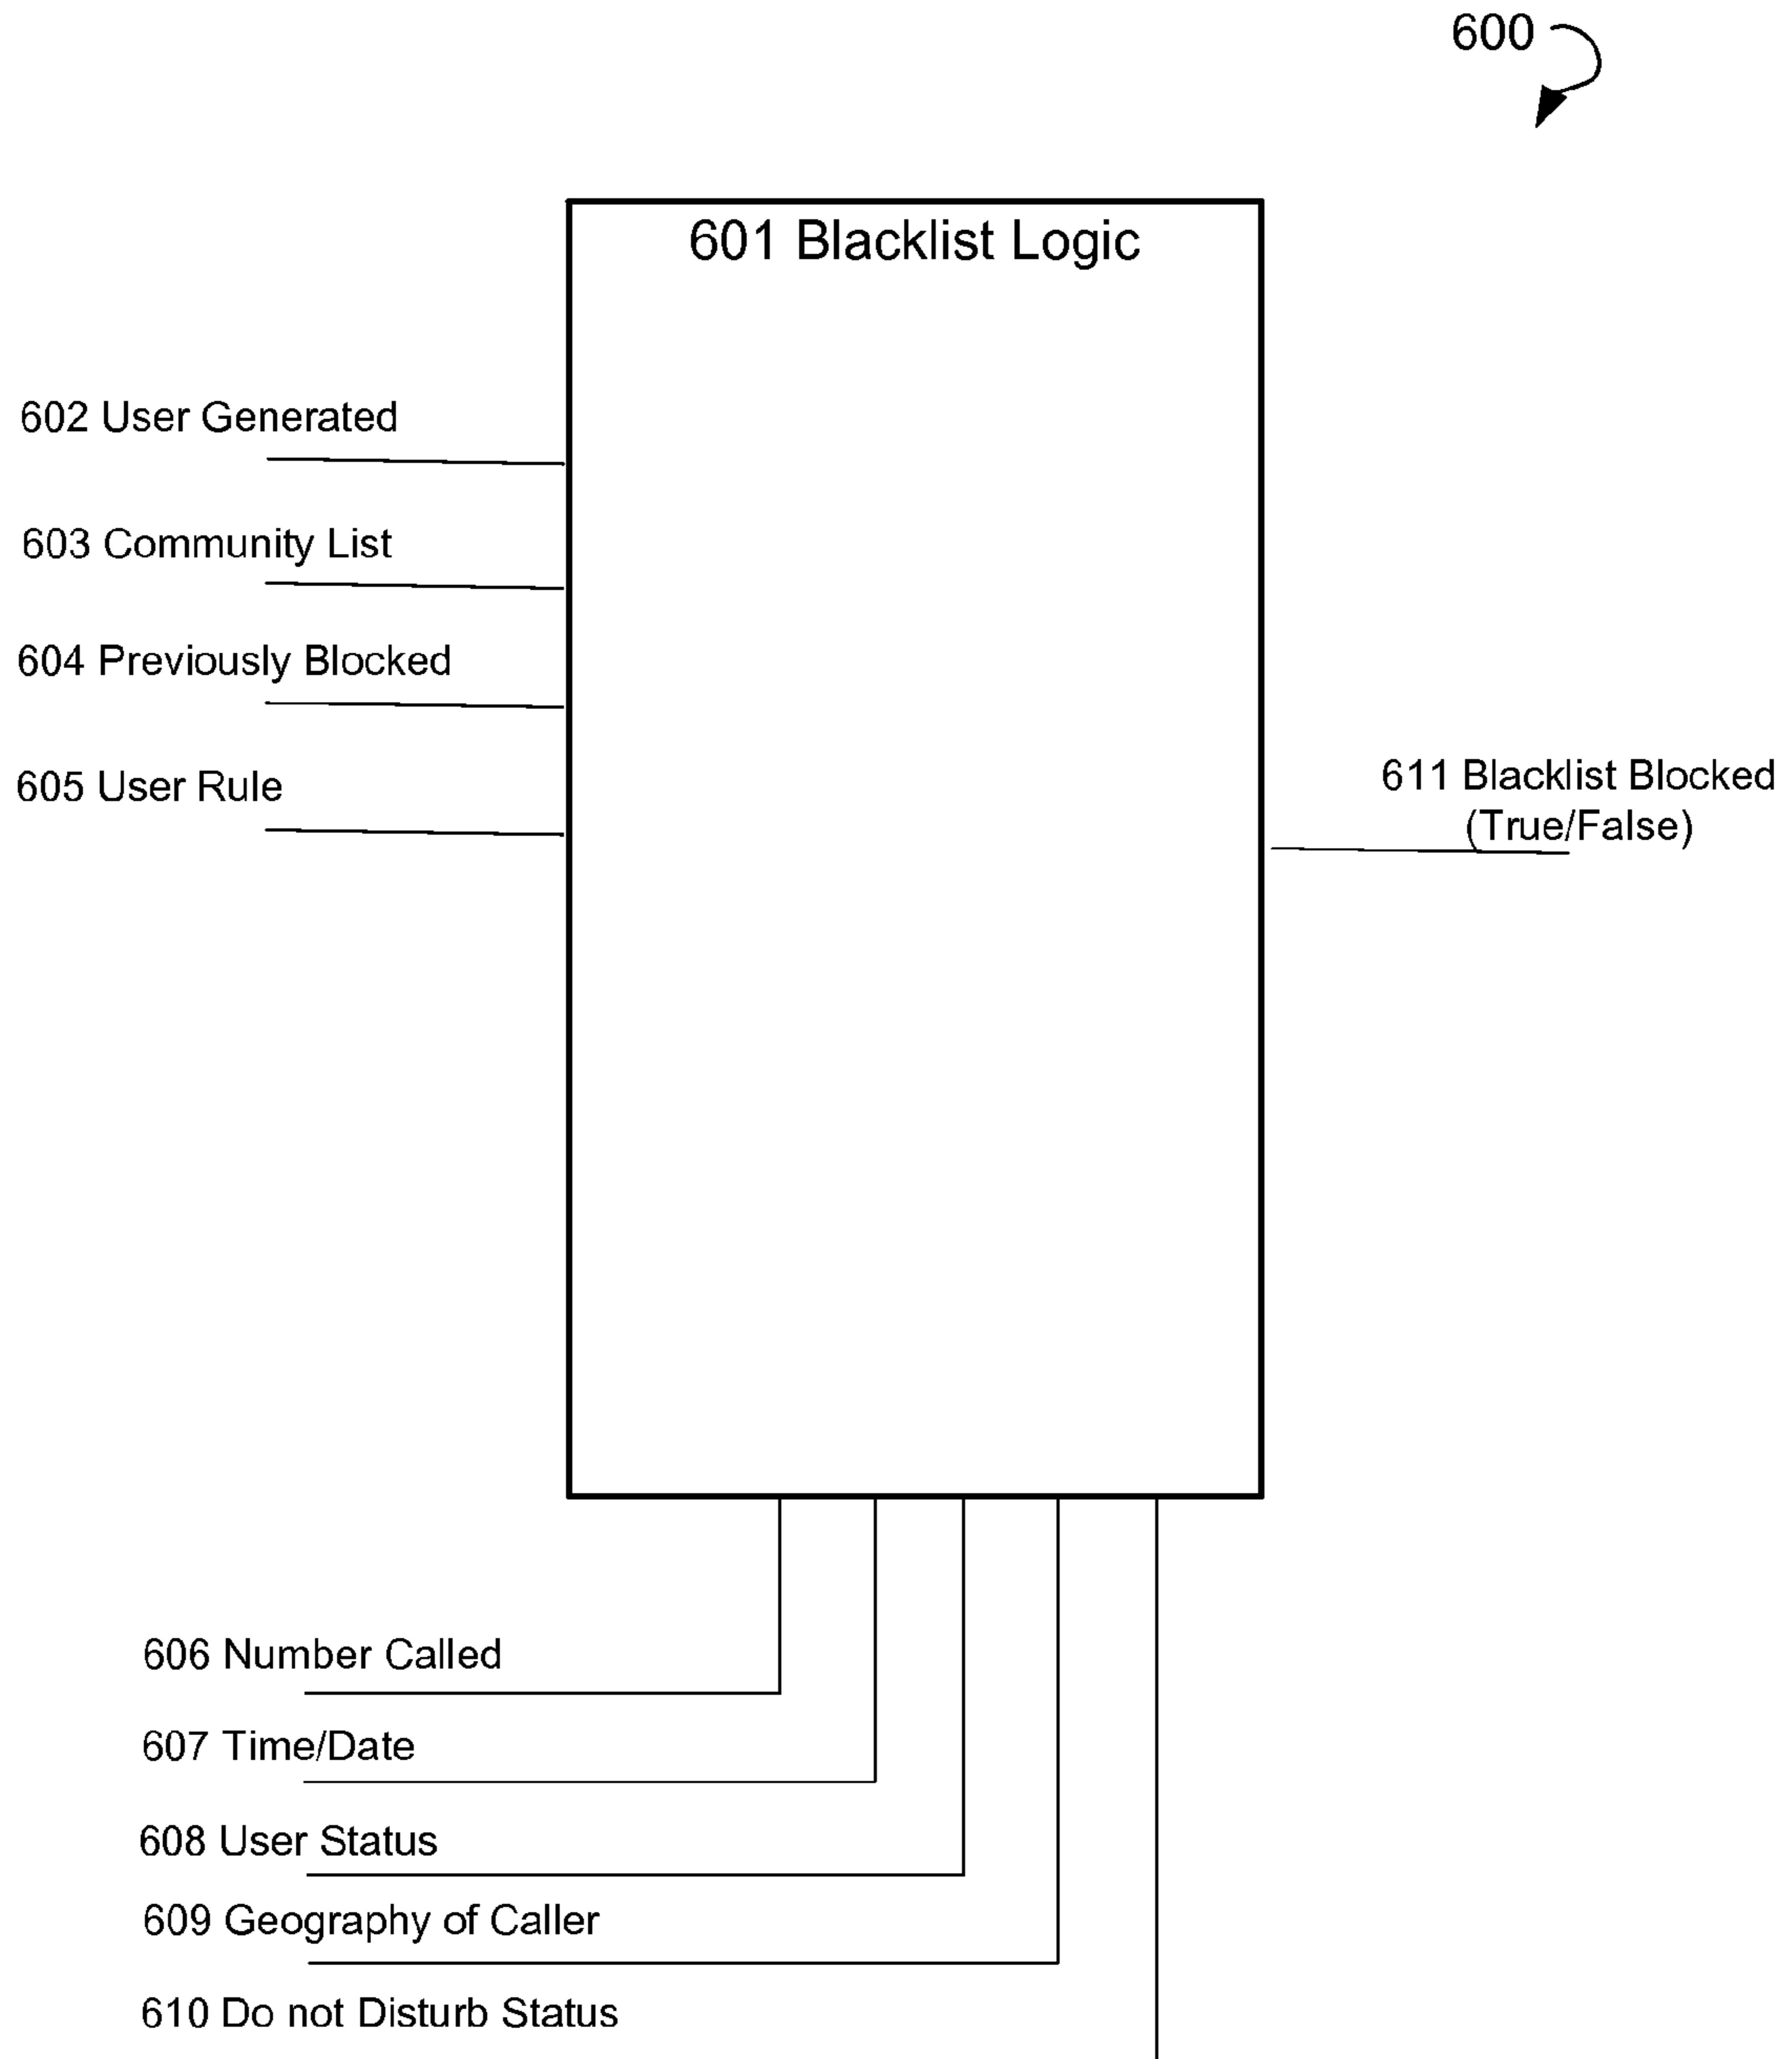 600
601 Blacklist Logic
602 User Generated
603 Community List
604 Previously Blocked
605 User Rule
611 Blacklist Blocked
(True/False)
606 Number Called
607 Time/Date
608 User Status
609 Geography of Caller
610 Do not Disturb Status